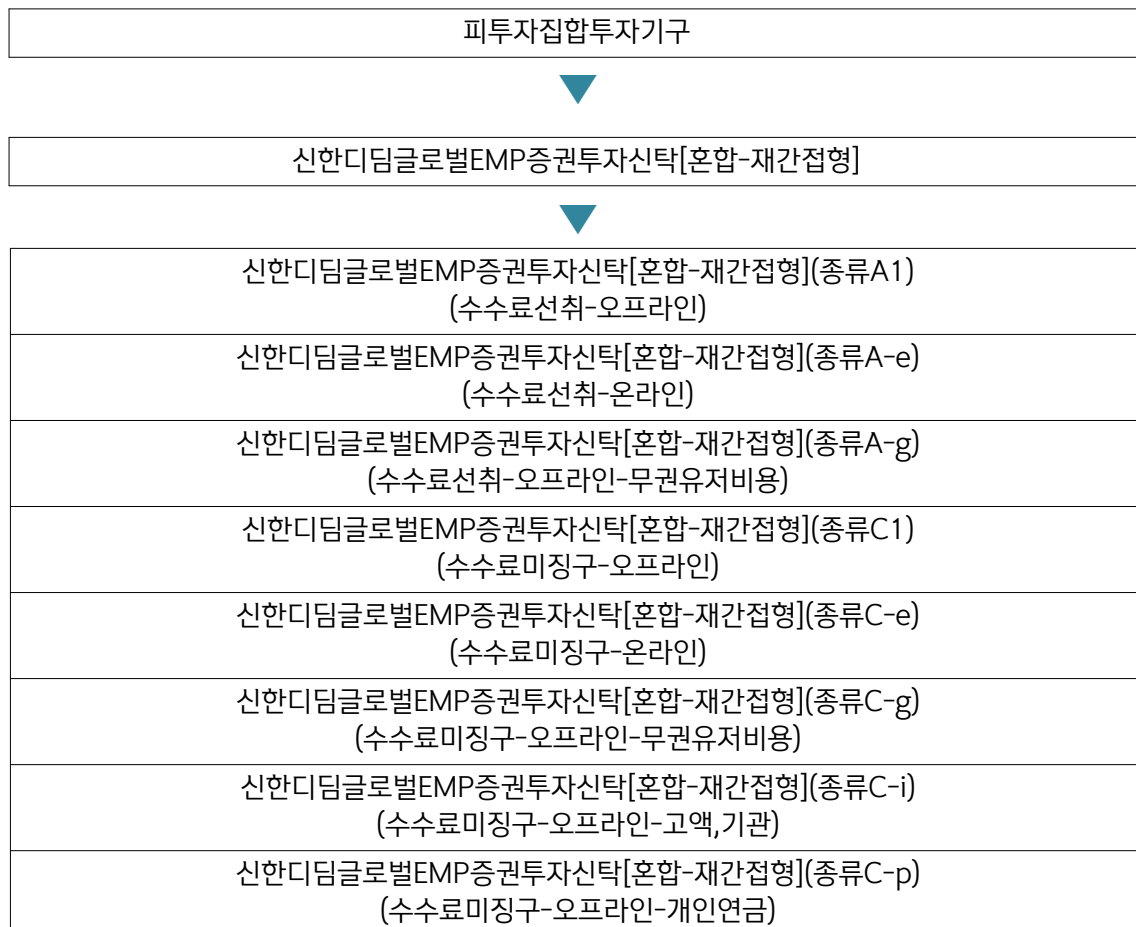 피투자집합투자기구
신한디딤글로벌EMP증권투자신탁[혼합-재간접형]
신한디딤글로벌EMP증권투자신탁[혼합-재간접형](종류A1)
(수수료선취-오프라인)
신한디딤글로벌EMP증권투자신탁[혼합-재간접형](종류A-e)
(수수료선취-온라인)
신한디딤글로벌EMP증권투자신탁[혼합-재간접형](종류A-g)
(수수료선취-오프라인-무권유저비용)
신한디딤글로벌EMP증권투자신탁[혼합-재간접형](종류C1)
(수수료미징구-오프라인)
신한디딤글로벌EMP증권투자신탁[혼합-재간접형](종류C-e)
(수수료미징구-온라인)
신한디딤글로벌EMP증권투자신탁[혼합-재간접형](종류C-g)
(수수료미징구-오프라인-무권유저비용)
신한디딤글로벌EMP증권투자신탁[혼합-재간접형](종류C-i)
(수수료미징구-오프라인-고액,기관)
신한디딤글로벌EMP증권투자신탁[혼합-재간접형](종류C-p)
(수수료미징구-오프라인-개인연금)